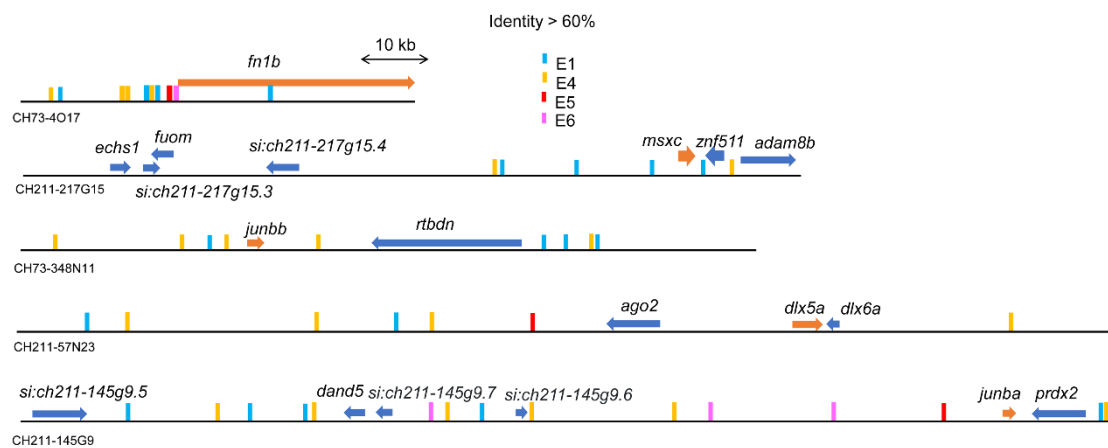 Identity > 60%
10 kb
fn1b
E1
E4
E5
E6
CH73-4O17
echs1
fuom
si:ch211-217g15.4
msxc
znf511
adam8b
si:ch211-217g15.3
CH211-217G15
junbb
rtbdn
CH73-348N11
ago2
dlx5a
dlx6a
CH211-57N23
si:ch211-145g9.5
dand5
si:ch211-145g9.7
si:ch211-145g9.6
junba
prdx2
CH211-145G9